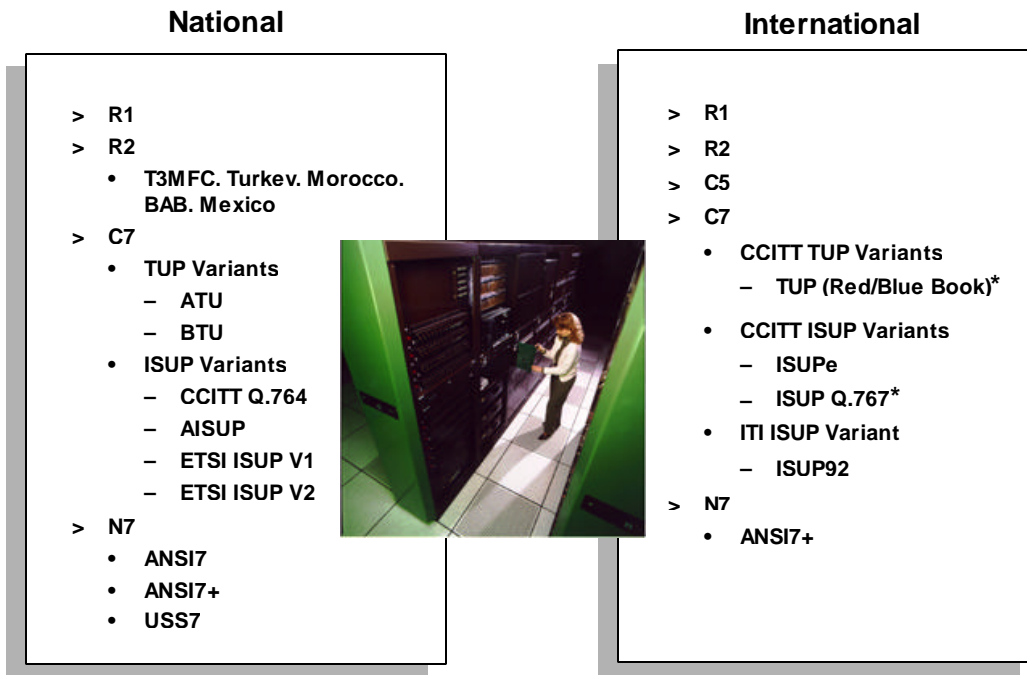 National
> R1
> R2
• T3MFC. Turkev. Morocco.
BAB. Mexico
> C7
• TUP Variants
– ATU
– BTU
• ISUP Variants
– CCITT Q.764
– AISUP
– ETSI ISUP V1
– ETSI ISUP V2
> N7
• ANSI7
• ANSI7+
• USS7
International
> R1
> R2
> C5
> C7
• CCITT TUP Variants
– TUP (Red/Blue Book)*
• CCITT ISUP Variants
– ISUPe
– ISUP Q.767*
• ITI ISUP Variant
– ISUP92
> N7
• ANSI7+